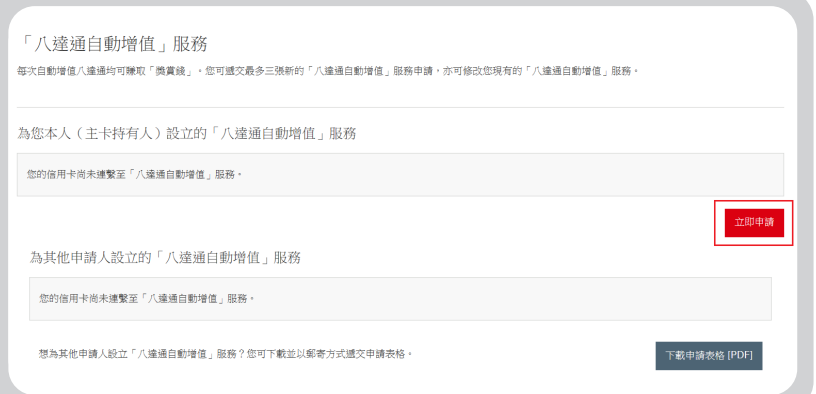 「八達通自動增值」服務
每次自動增值八達通均可賺取「獎賞錢」。您可遞交最多三張新的「八達通自動增值」服務申請，亦可修改您現有的「八達通自動增值」服務。
為您本人（主卡持有人）設立的「八達通自動增值」服務
您的信用卡尚未連繫至「八達通自動增值」服務。
立即申請
為其他申請人設立的「八達通自動增值」服務
您的信用卡尚未連繫至「八達通自動增值」服務。
想為其他申請人設立「八達通自動增值」服務？您可下載並以郵寄方式遞交申請表格。
下載申請表格 [PDF]